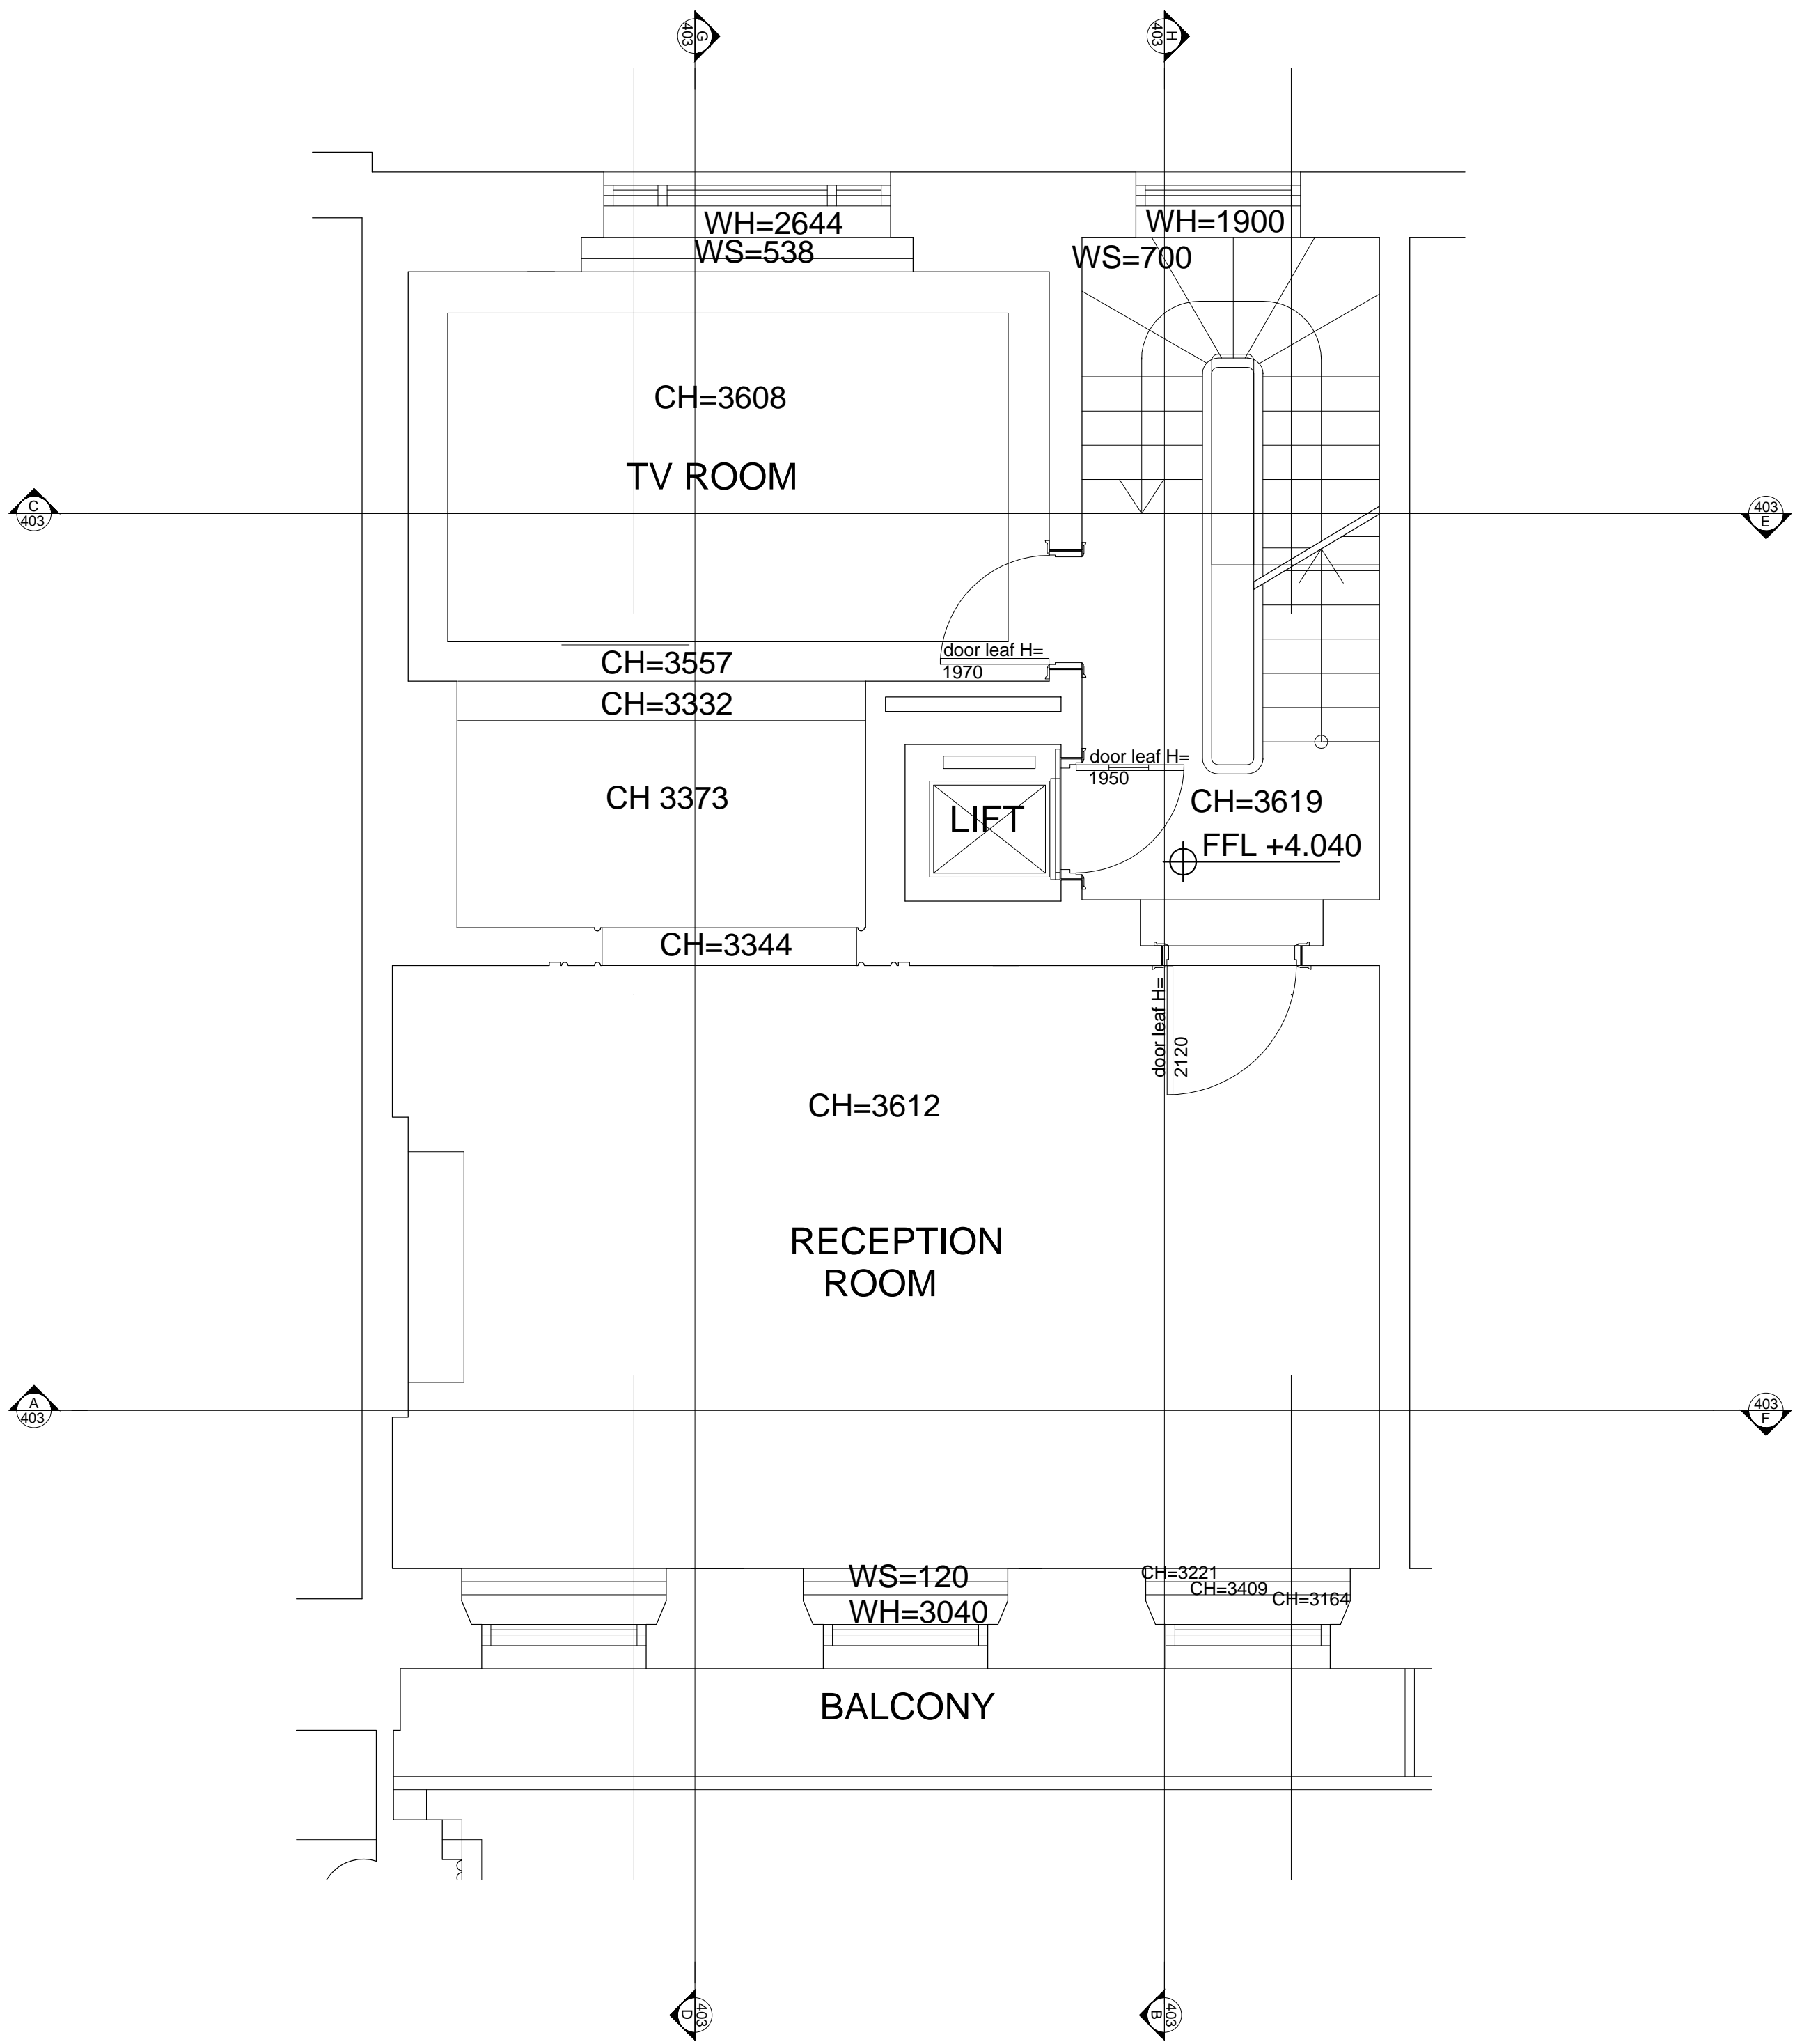 G
403
H
403
WH=2644
WS=538
WH=1900
WS=700
CH=3608
TV ROOM
C
403
403
E
CH=3557
door leaf H=
1970
CH=3332
door leaf H=
1950
CH 3373
LIFT
CH=3619
FFL +4.040
CH=3344
door leaf H=
2120
CH=3612
RECEPTION
ROOM
A
403
403
F
WS=120
WH=3040
CH=3221
CH=3409
CH=3164
BALCONY
403
D
403
B